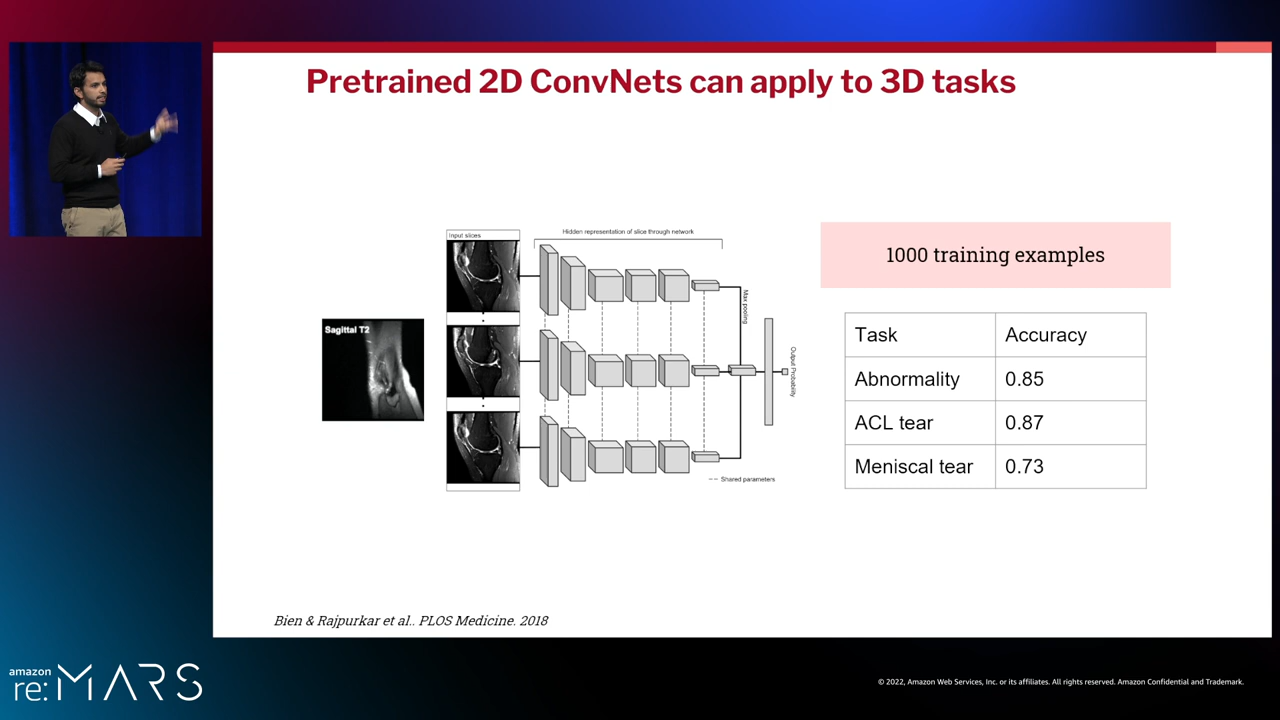 Pretrained 2D ConvNets can apply to 3D tasks
Input slices
Hidden representation of slice through network
Sagittal T2
Max pooling
Output Probability
Shared parameters
1000 training examples
Task Accuracy
Abnormality 0.85
ACL tear 0.87
Meniscal tear 0.73
Bien & Rajpurkar et al.. PLOS Medicine. 2018
amazon
re:MARS
© 2022, Amazon Web Services, Inc. or its affiliates. All rights reserved. Amazon Confidential and Trademark.